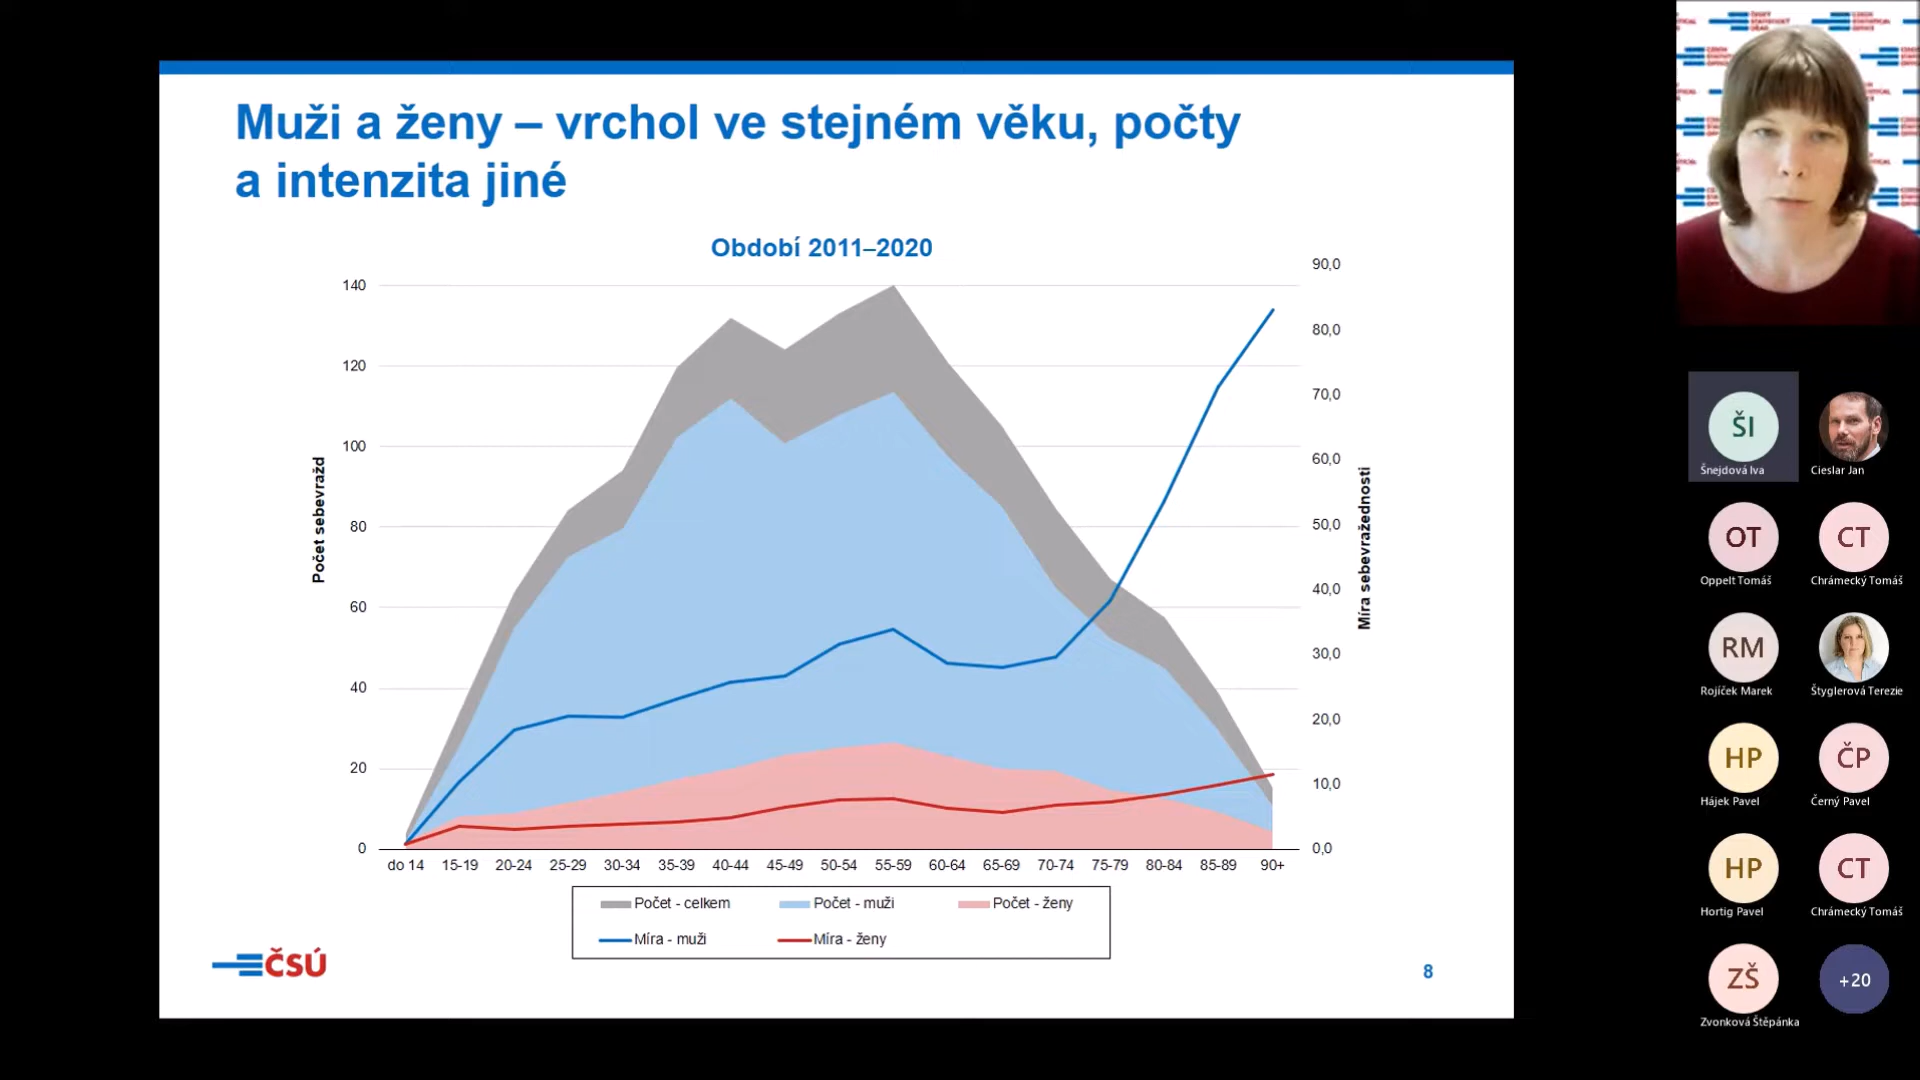 Muži a ženy – vrchol ve stejném věku, počty
a intenzita jiné
Období 2011–2020
Počet sebevražd
140
120
100
80
60
40
20
0
90,0
80,0
70,0
60,0
50,0
40,0
30,0
20,0
10,0
0,0
Míra sebevražednosti
do 14 15-19 20-24 25-29 30-34 35-39 40-44 45-49 50-54 55-59 60-64 65-69 70-74 75-79 80-84 85-89 90+
Počet - celkem Počet - muži Počet - ženy
Míra - muži Míra - ženy
ČSÚ
8
ŠI
Šnejdová Iva Cieslar Jan
OT CT
Oppelt Tomáš Chrámecký Tomáš
RM
Rojíček Marek Štyglerová Terezie
HP ČP
Hájek Pavel Černý Pavel
HP CT
Hortig Pavel Chrámecký Tomáš
ZŠ +20
Zvonková Štěpánka